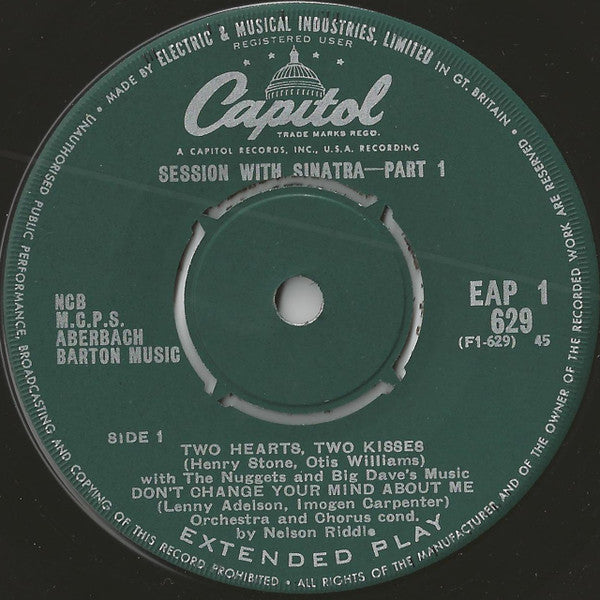 MADE BY ELECTRIC & MUSICAL INDUSTRIES, LIMITED IN GT. BRITAIN •
REGISTERED USER
Capitol
TRADE MARKS REGD.
A CAPITOL RECORDS, INC., U.S.A. RECORDING
SESSION WITH SINATRA—PART 1
NCB
M.C.P.S.
ABERBACH
BARTON MUSIC
EAP 1
629
(F1-629) 45
SIDE 1
TWO HEARTS, TWO KISSES
(Henry Stone, Otis Williams)
with The Nuggets and Big Dave's Music
DON'T CHANGE YOUR MIND ABOUT ME
(Lenny Adelson, Imogen Carpenter)
Orchestra and Chorus cond.
by Nelson Riddle
EXTENDED PLAY
UNAUTHORISED PUBLIC PERFORMANCE, BROADCASTING AND COPYING OF THIS RECORD PROHIBITED • ALL RIGHTS OF THE MANUFACTURER AND OF THE OWNER OF THE RECORDED WORK ARE RESERVED •